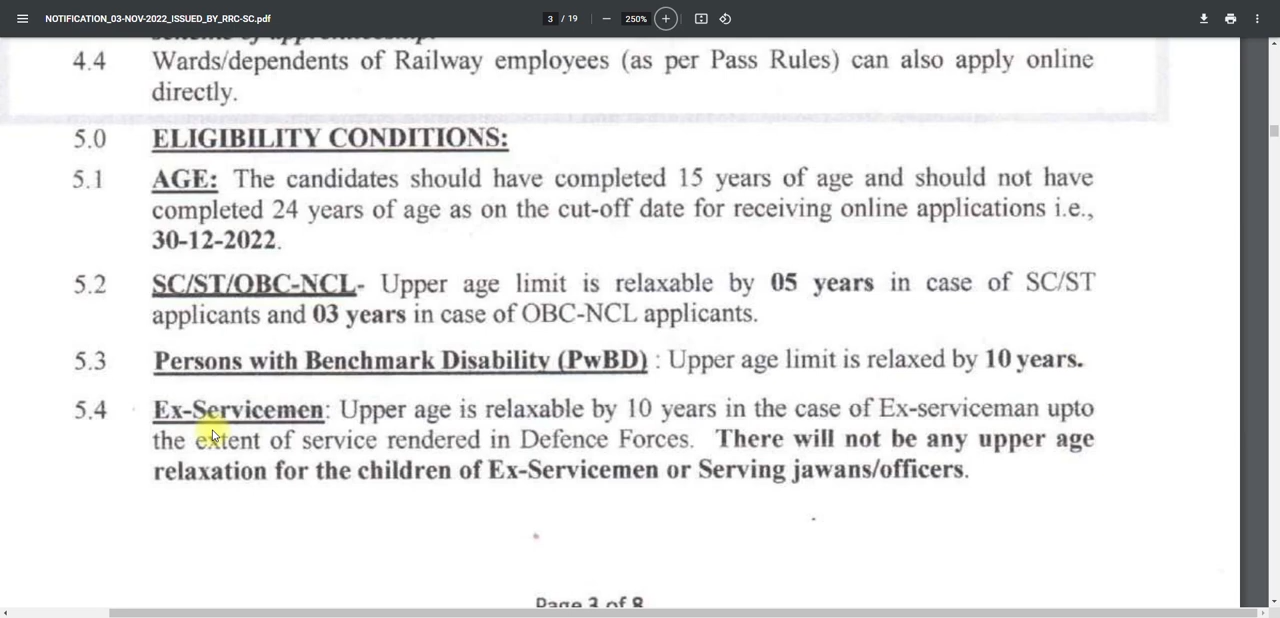 NOTIFICATION_03-NOV-2022_ISSUED_BY_RRC-SC.pdf
3 / 19
250%
scheme of apprenticeship.
4.4 Wards/dependents of Railway employees (as per Pass Rules) can also apply online
directly.
5.0 ELIGIBILITY CONDITIONS:
5.1 AGE: The candidates should have completed 15 years of age and should not have
completed 24 years of age as on the cut-off date for receiving online applications i.e.,
30-12-2022.
5.2 SC/ST/OBC-NCL- Upper age limit is relaxable by 05 years in case of SC/ST
applicants and 03 years in case of OBC-NCL applicants.
5.3 Persons with Benchmark Disability (PwBD) : Upper age limit is relaxed by 10 years.
5.4 Ex-Servicemen: Upper age is relaxable by 10 years in the case of Ex-serviceman upto
the extent of service rendered in Defence Forces. There will not be any upper age
relaxation for the children of Ex-Servicemen or Serving jawans/officers.
Page 3 of 8